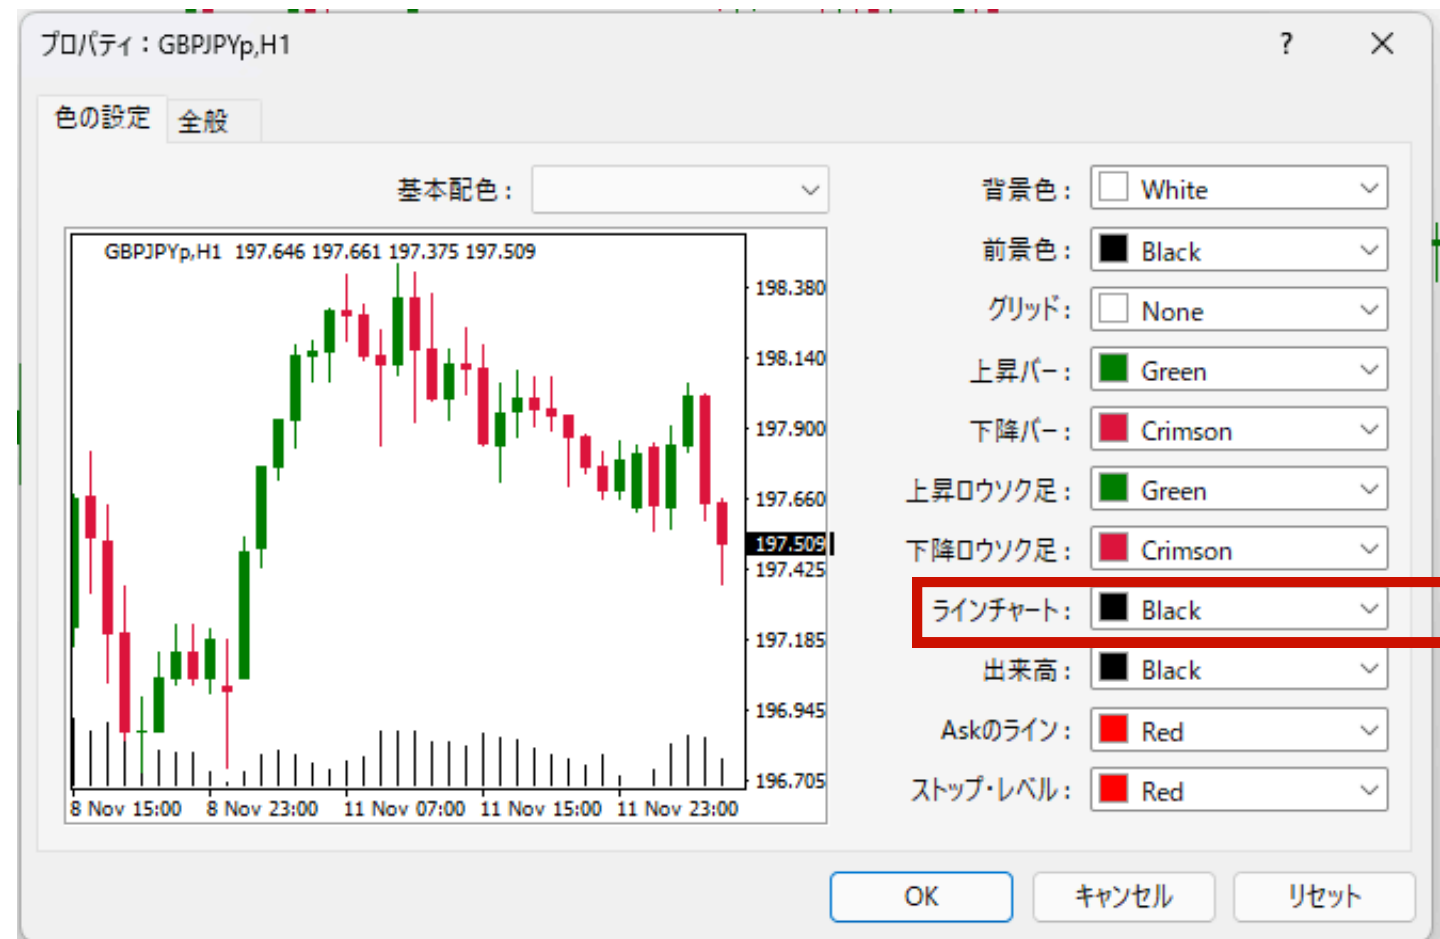 プロパティ：GBPJPYp,H1
?
色の設定
全般
基本配色：
背景色： White
前景色： Black
グリッド： None
上昇バー： Green
下降バー： Crimson
上昇ロウソク足： Green
下降ロウソク足： Crimson
ラインチャート： Black
出来高： Black
Askのライン： Red
ストップ・レベル： Red
GBPJPYp,H1 197.646 197.661 197.375 197.509
198.380
198.140
197.900
197.660
197.509
197.425
197.185
196.945
196.705
8 Nov 15:00 8 Nov 23:00 11 Nov 07:00 11 Nov 15:00 11 Nov 23:00
OK
キャンセル
リセット